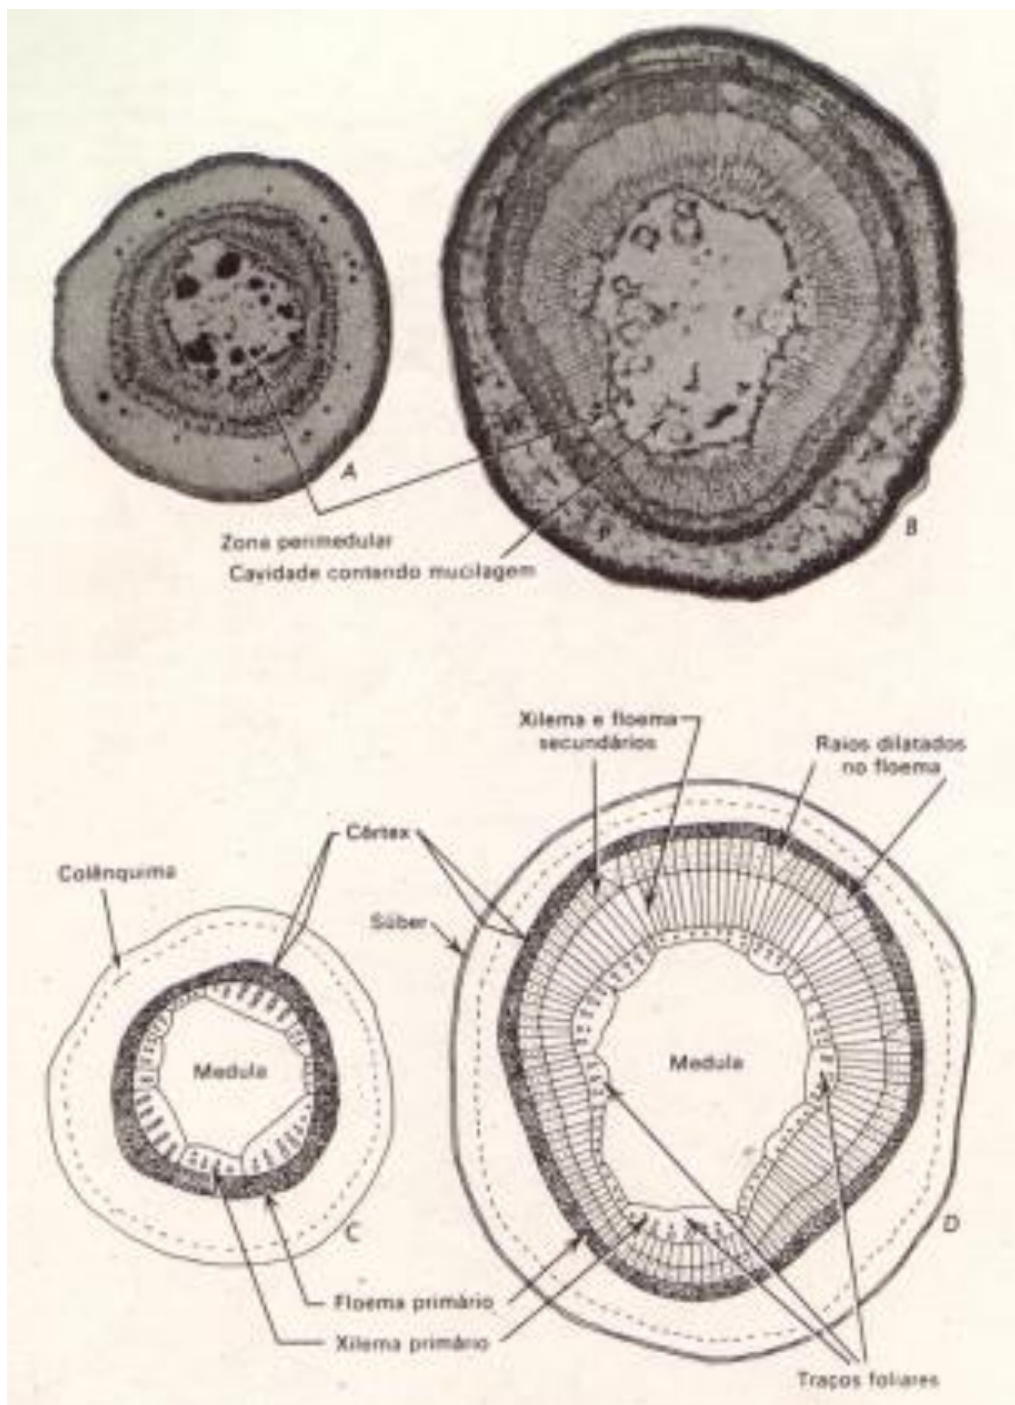 A
B
Zona perimedular
Cavidade contendo mucilagem
Xilema e floema
secundários
Raios dilatados
no floema
Córtex
Colênquima
Súber
Medula
Medula
C
D
Floema primário
Xilema primário
Traços foliares